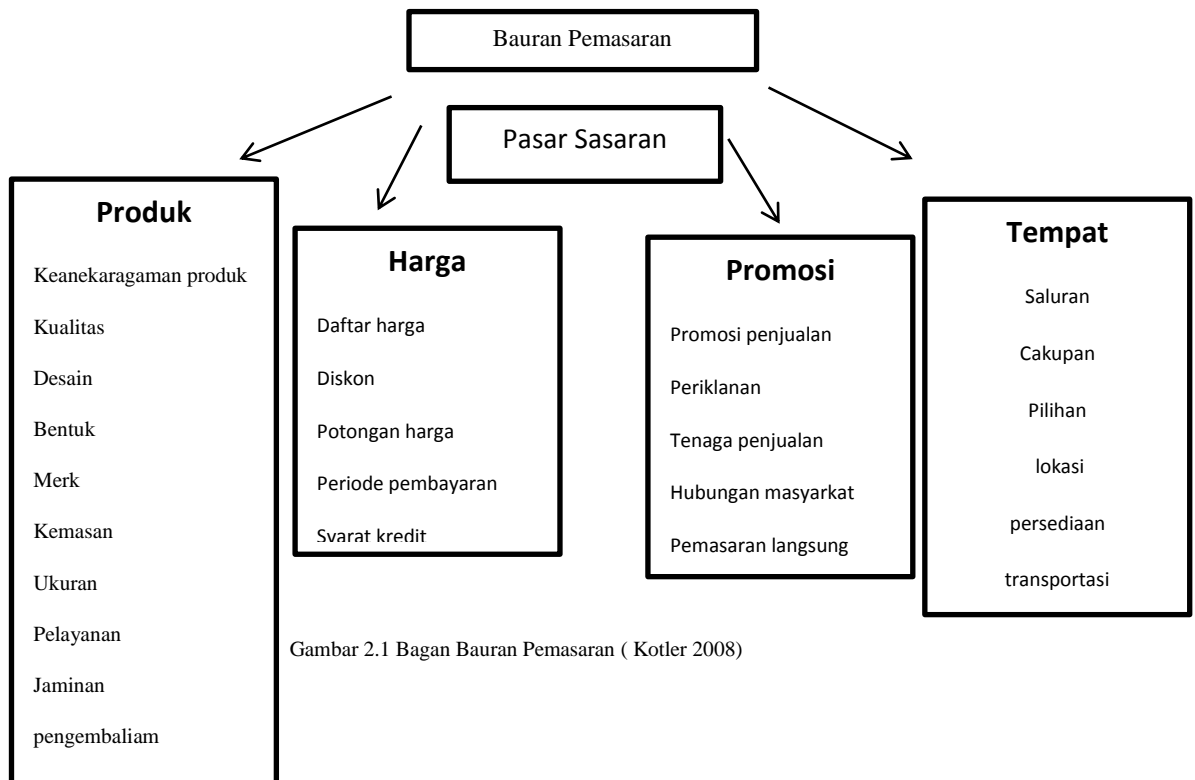 Bauran Pemasaran
Pasar Sasaran
Produk
Keanekaragaman produk
Kualitas
Desain
Bentuk
Merk
Kemasan
Ukuran
Pelayanan
Jaminan
pengembaliam
Harga
Daftar harga
Diskon
Potongan harga
Periode pembayaran
Syarat kredit
Promosi
Promosi penjualan
Periklanan
Tenaga penjualan
Hubungan masyarkat
Pemasaran langsung
Tempat
Saluran
Cakupan
Pilihan
lokasi
persediaan
transportasi
Gambar 2.1 Bagan Bauran Pemasaran ( Kotler 2008)